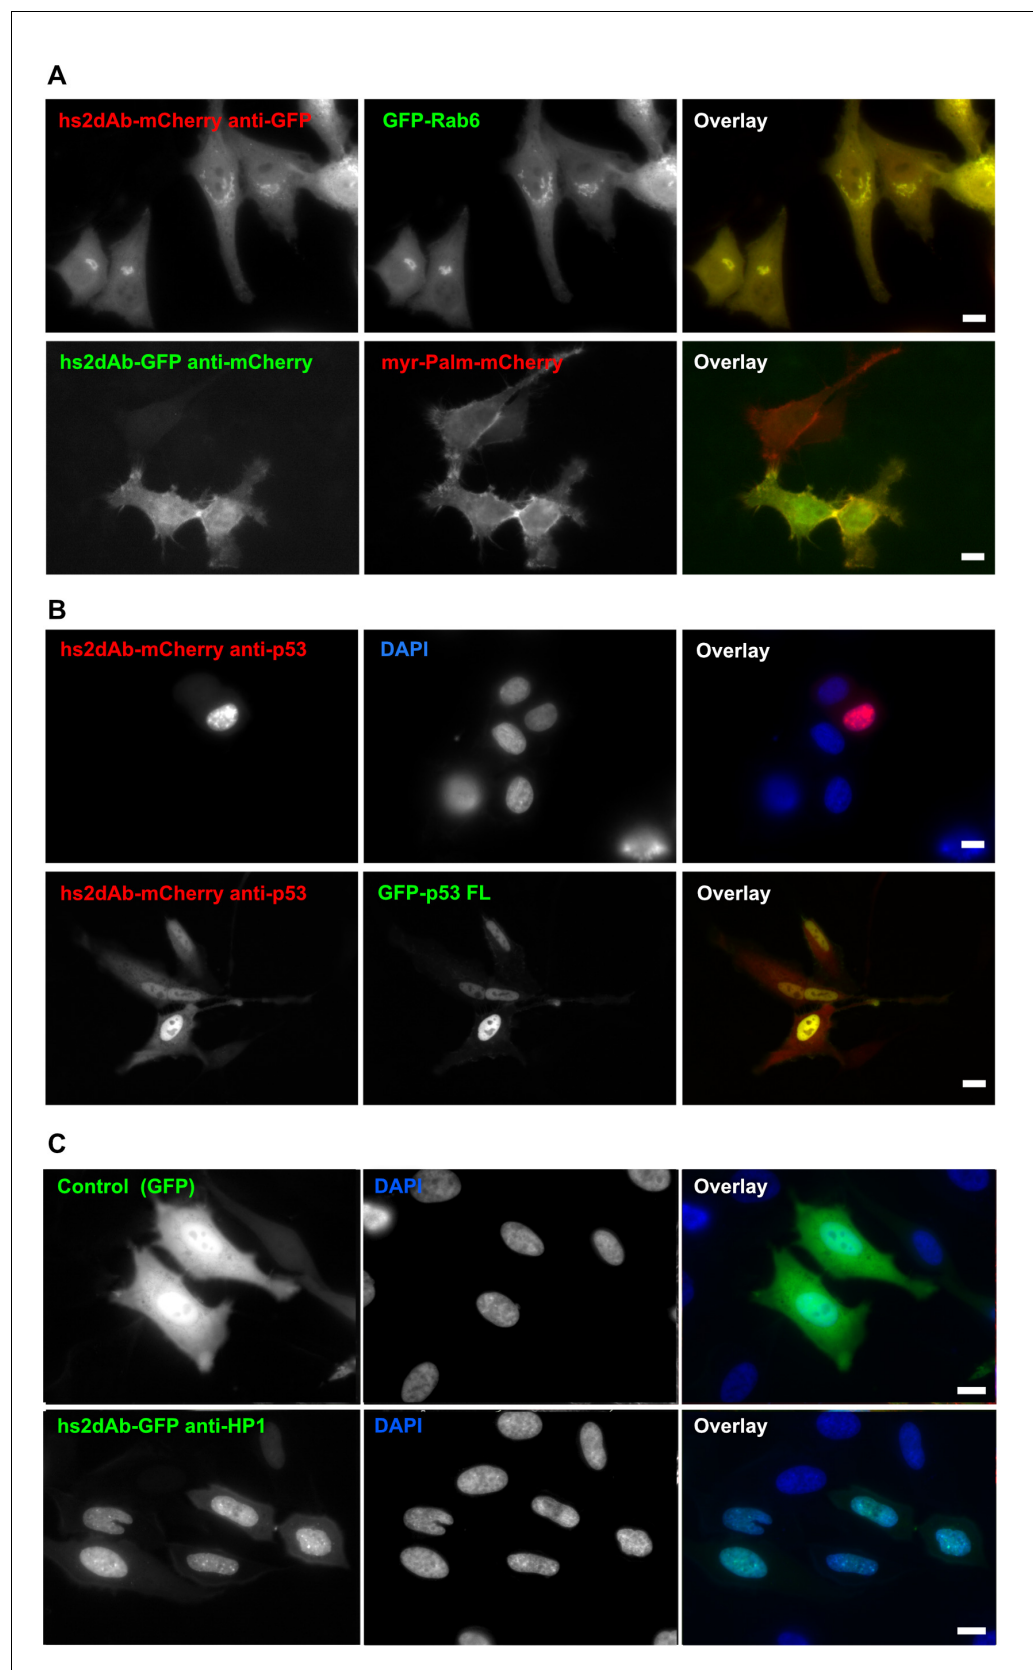 A
hs2dAb-mCherry anti-GFP GFP-Rab6 Overlay
hs2dAb-GFP anti-mCherry myr-Palm-mCherry Overlay
B
hs2dAb-mCherry anti-p53 DAPI Overlay
hs2dAb-mCherry anti-p53 GFP-p53 FL Overlay
C
Control (GFP) DAPI Overlay
hs2dAb-GFP anti-HP1 DAPI Overlay